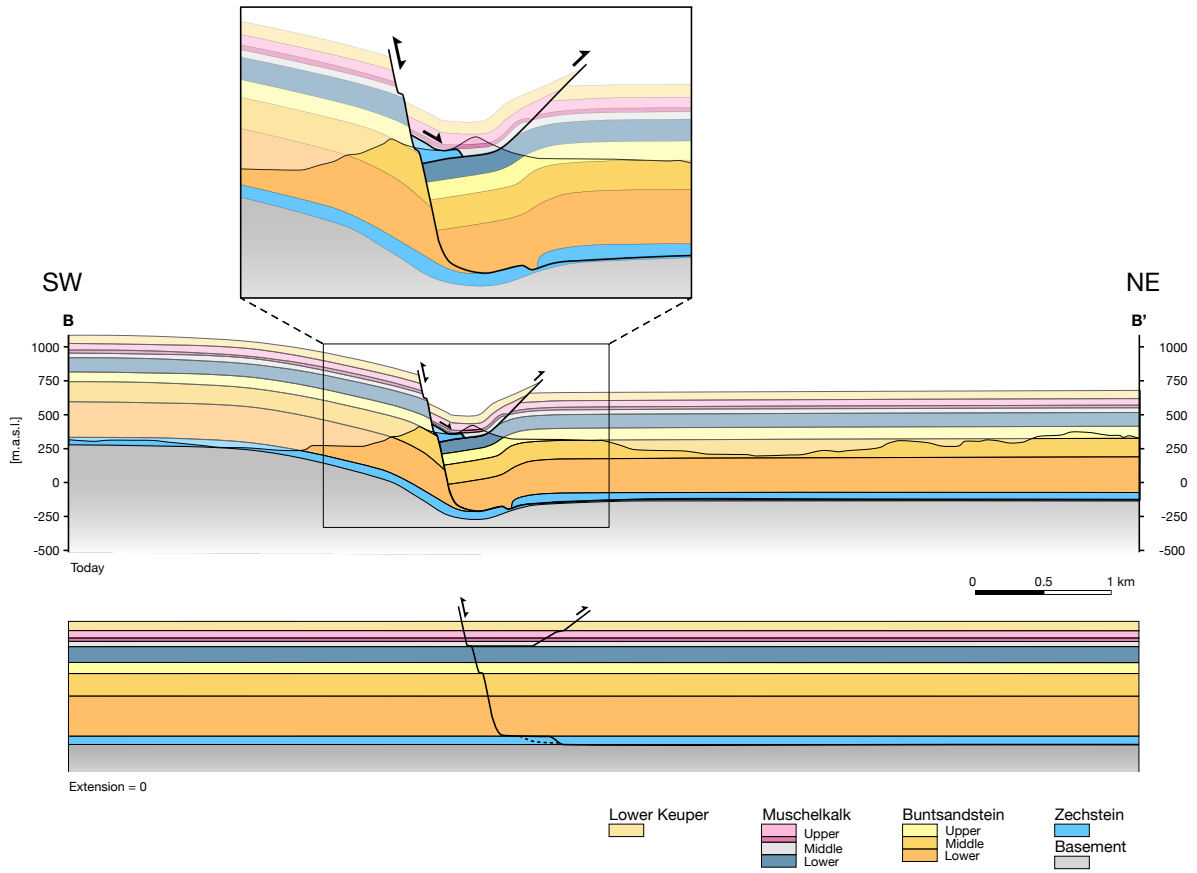 SW
NE
B
B’
1000
750
500
250
0
-250
-500
[m.a.s.l.]
1000
750
500
250
0
-250
-500
Today
0 0.5 1 km
Extension = 0
Lower Keuper
Muschelkalk
Upper
Middle
Lower
Buntsandstein
Upper
Middle
Lower
Zechstein
Basement